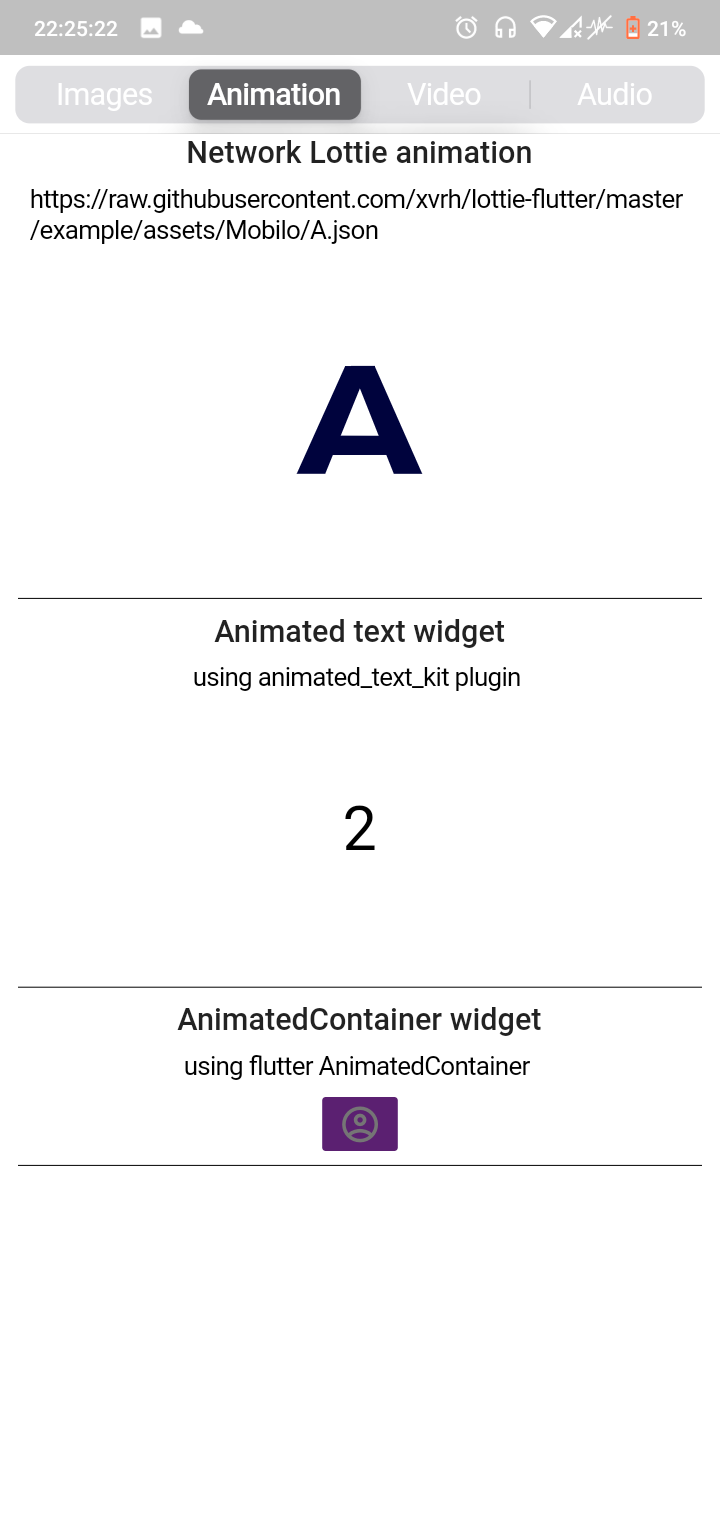 22:25:22 21%
Images Animation Video Audio
Network Lottie animation
https://raw.githubusercontent.com/xvrh/lottie-flutter/master
/example/assets/Mobilo/A.json
A
Animated text widget
using animated_text_kit plugin
2
AnimatedContainer widget
using flutter AnimatedContainer